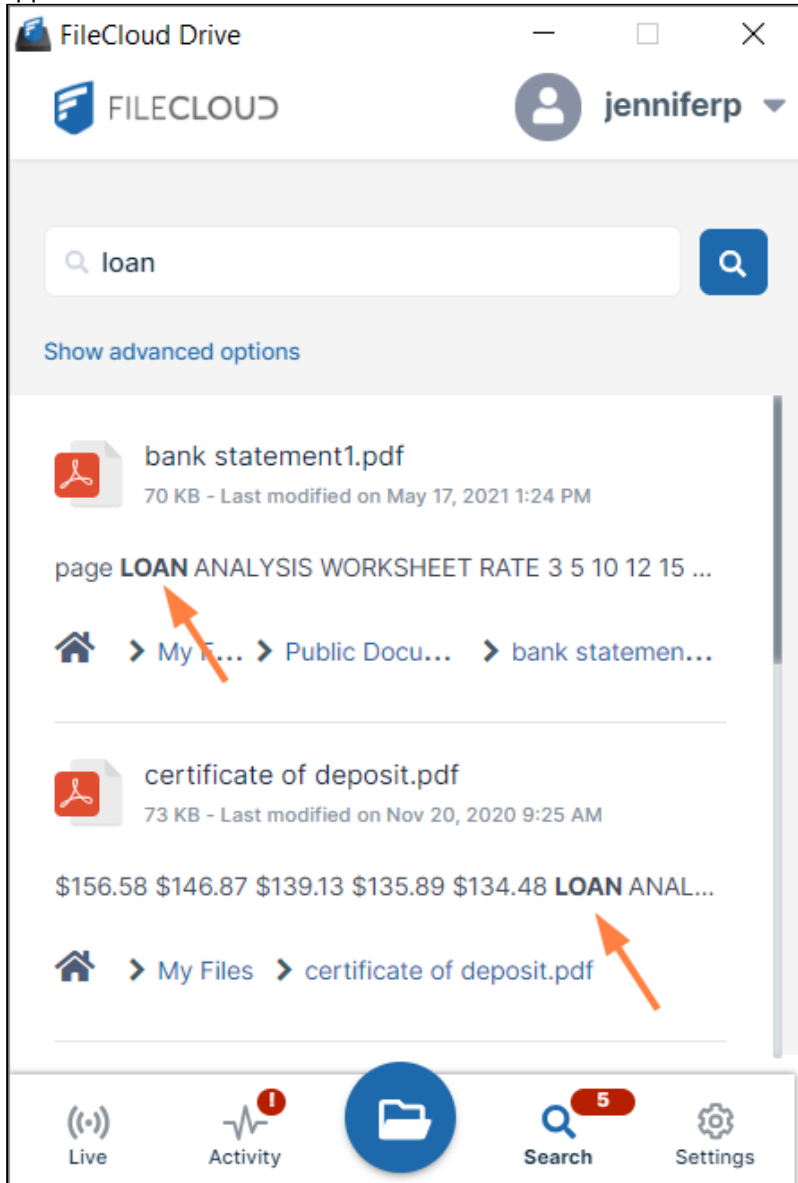 FileCloud Drive
FILECLOUD
jenniferp
loan
Show advanced options
bank statement1.pdf
70 KB - Last modified on May 17, 2021 1:24 PM
page LOAN ANALYSIS WORKSHEET RATE 3 5 10 12 15 ...
> My F... > Public Docu... > bank statemen...
certificate of deposit.pdf
73 KB - Last modified on Nov 20, 2020 9:25 AM
$156.58 $146.87 $139.13 $135.89 $134.48 LOAN ANAL...
> My Files > certificate of deposit.pdf
! 5
Live Activity Search Settings